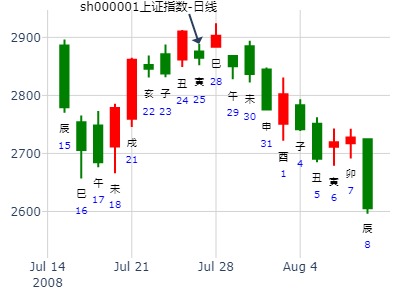 sh000001上证指数-日线
2900
2800
2700
2600
辰
15
巳
16
午
17
未
18
戌
21
亥
22
子
23
丑
24
寅
25
巳
28
午
29
未
30
申
31
酉
1
子
4
丑
5
寅
6
卯
7
辰
8
Jul 14
2008
Jul 21
Jul 28
Aug 4